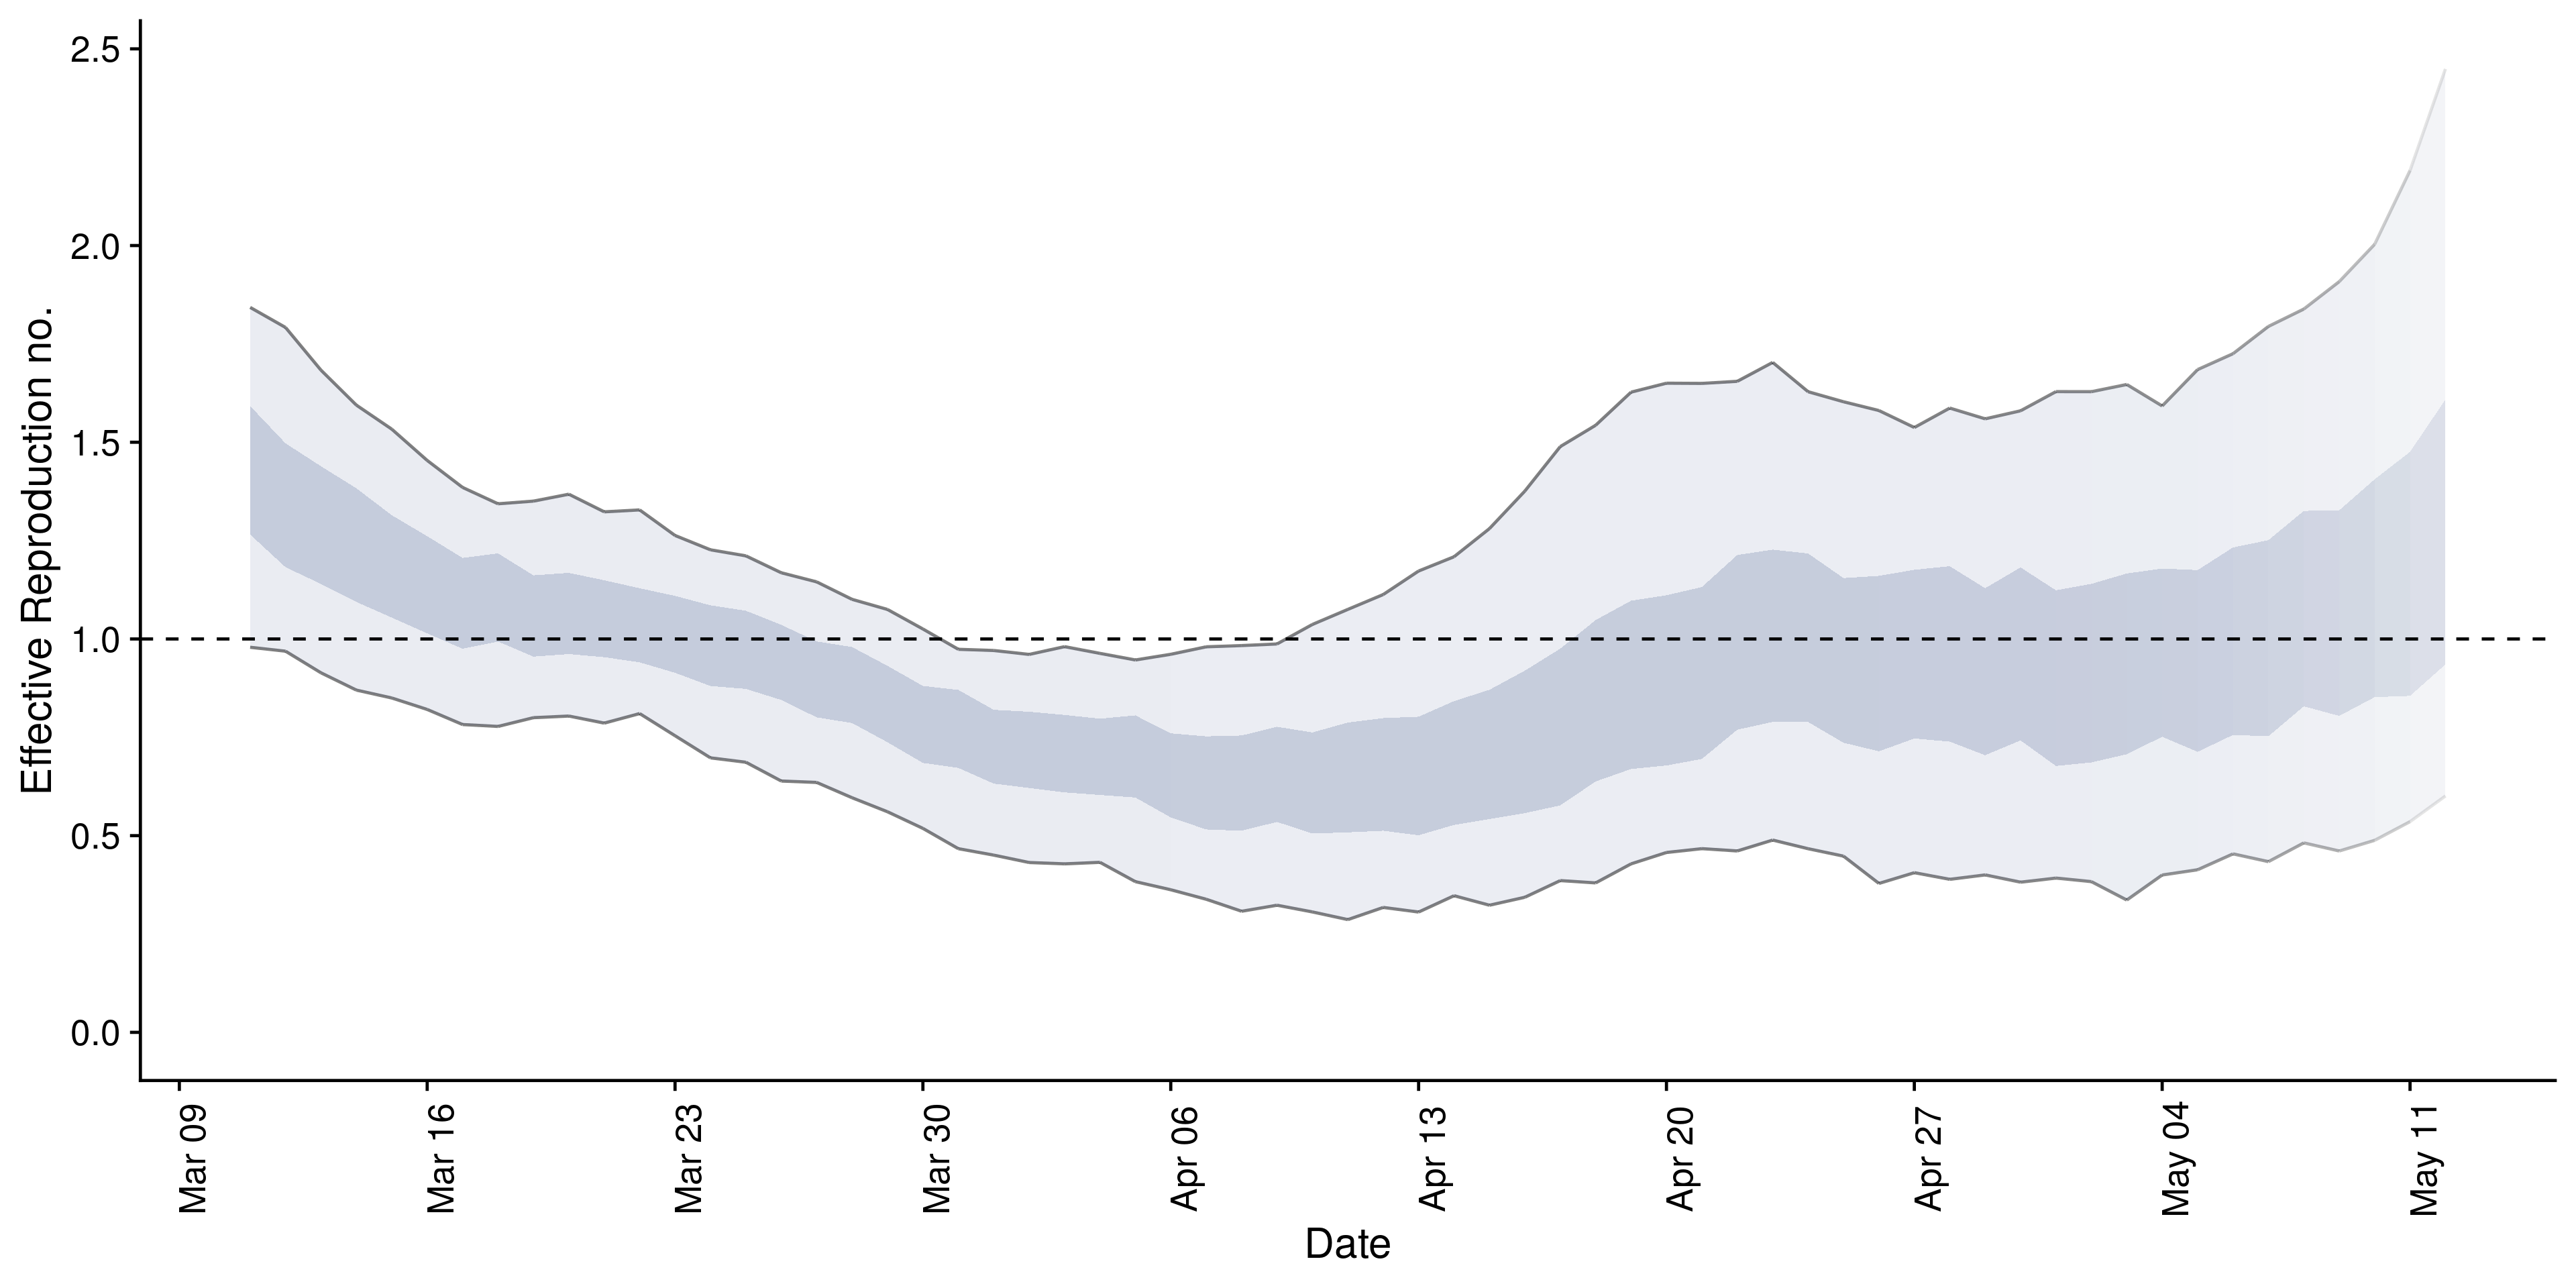 Effective Reproduction no.
2.5
2.0
1.5
1.0
0.5
0.0
Mar 09
Mar 16
Mar 23
Mar 30
Apr 06
Apr 13
Apr 20
Apr 27
May 04
May 11
Date